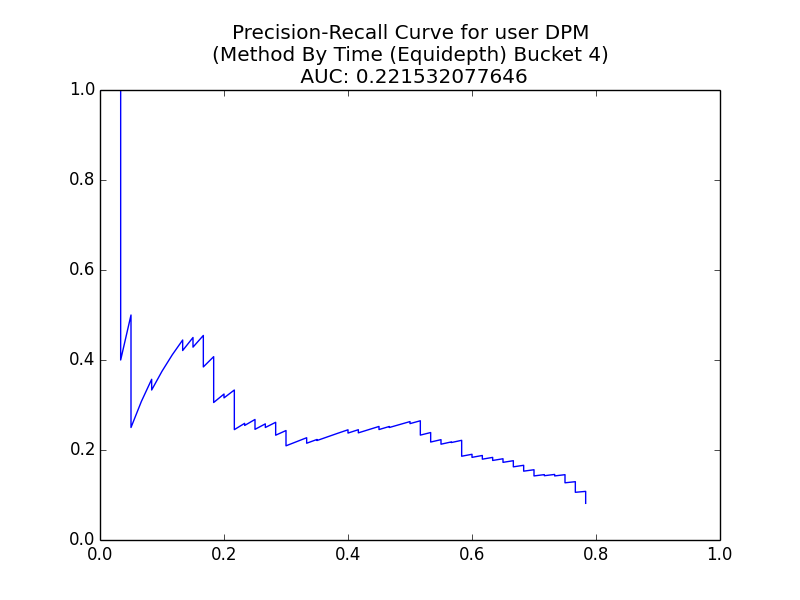 Precision-Recall Curve for user DPM
(Method By Time (Equidepth) Bucket 4)
AUC: 0.221532077646
1.0
0.8
0.6
0.4
0.2
0.0
0.0 0.2 0.4 0.6 0.8 1.0